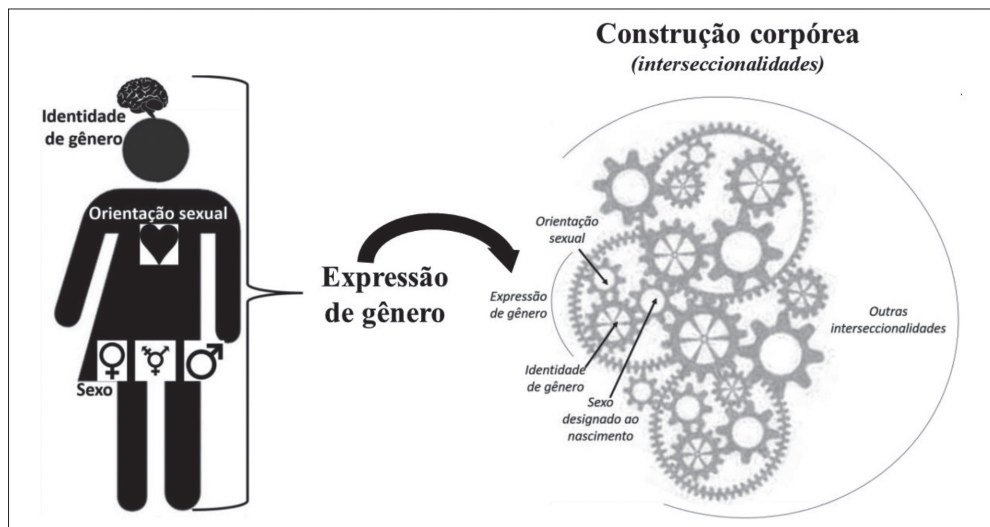 Identidade
de gênero
Orientação sexual
Sexo
Expressão
de gênero
Construção corpórea
(interseccionalidades)
Orientação
sexual
Expressão
de gênero
Identidade
de gênero
Sexo
designado ao
nascimento
Outras
interseccionalidades